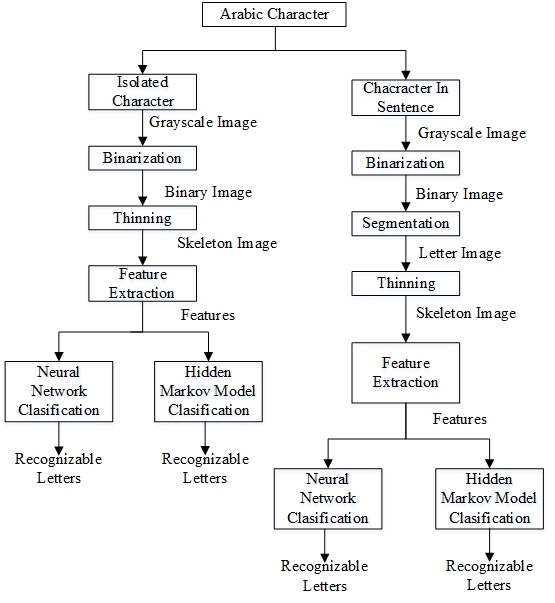 Arabic Character
Isolated
Character
Grayscale Image
Binarization
Binary Image
Thinning
Skeleton Image
Feature
Extraction
Features
Neural
Network
Clasification
Hidden
Markov Model
Clasification
Recognizable
Letters
Recognizable
Letters
Chacracter In
Sentence
Grayscale Image
Binarization
Binary Image
Segmentation
Letter Image
Thinning
Skeleton Image
Feature
Extraction
Features
Neural
Network
Clasification
Hidden
Markov Model
Clasification
Recognizable
Letters
Recognizable
Letters